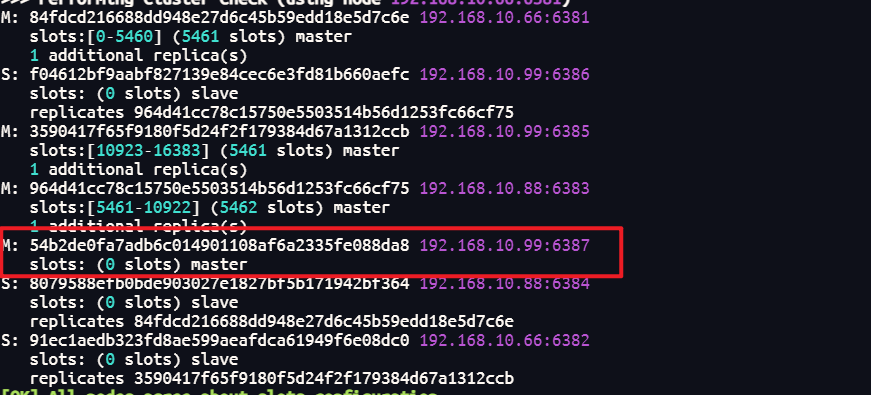 >>> Performing Cluster Check (using node 192.168.10.66:6381)
M: 84fdcd216688dd948e27d6c45b59edd18e5d7c6e 192.168.10.66:6381
slots:[0-5460] (5461 slots) master
1 additional replica(s)
S: f04612bf9aabf827139e84cec6e3fd81b660aefc 192.168.10.99:6386
slots: (0 slots) slave
replicates 964d41cc78c15750e5503514b56d1253fc66cf75
M: 3590417f65f9180f5d24f2f179384d67a1312ccb 192.168.10.99:6385
slots:[10923-16383] (5461 slots) master
1 additional replica(s)
M: 964d41cc78c15750e5503514b56d1253fc66cf75 192.168.10.88:6383
slots:[5461-10922] (5462 slots) master
1 additional replica(s)
M: 54b2de0fa7adb6c014901108af6a2335fe088da8 192.168.10.99:6387
slots: (0 slots) master
S: 8079588efb0bde903027e1827bf5b171942bf364 192.168.10.88:6384
slots: (0 slots) slave
replicates 84fdcd216688dd948e27d6c45b59edd18e5d7c6e
S: 91ec1aedb323fd8ae599aeafdca61949f6e08dc0 192.168.10.66:6382
slots: (0 slots) slave
replicates 3590417f65f9180f5d24f2f179384d67a1312ccb
[OK] All nodes agree about slots configuration.